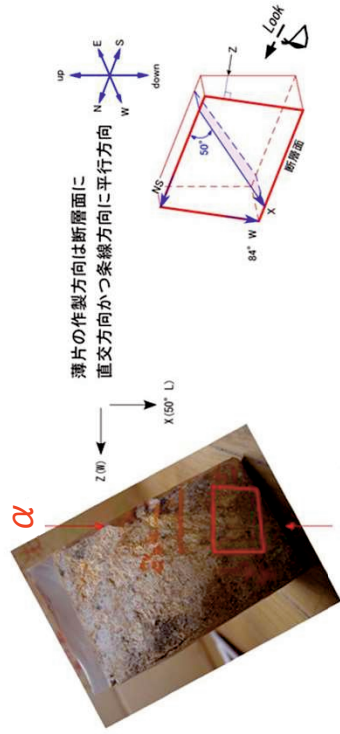 α
Z(W)
X(50° L)
薄片の作製方向は断層面に
直交方向かつ条線方向に平行方向
up
N
E
W
S
down
NS
50°
Z
84° W
X
断層面
Look